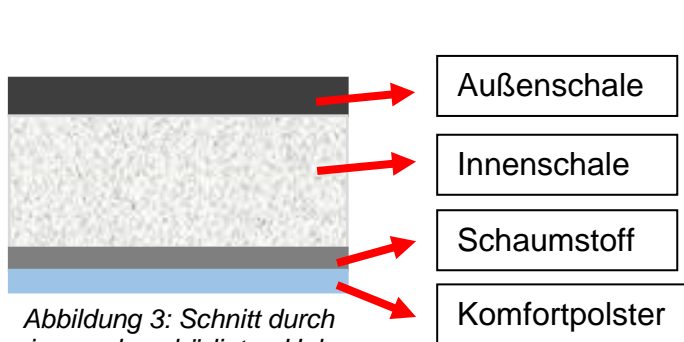 Außenschale
Innenschale
Schaumstoff
Komfortpolster
Abbildung 3: Schnitt durch